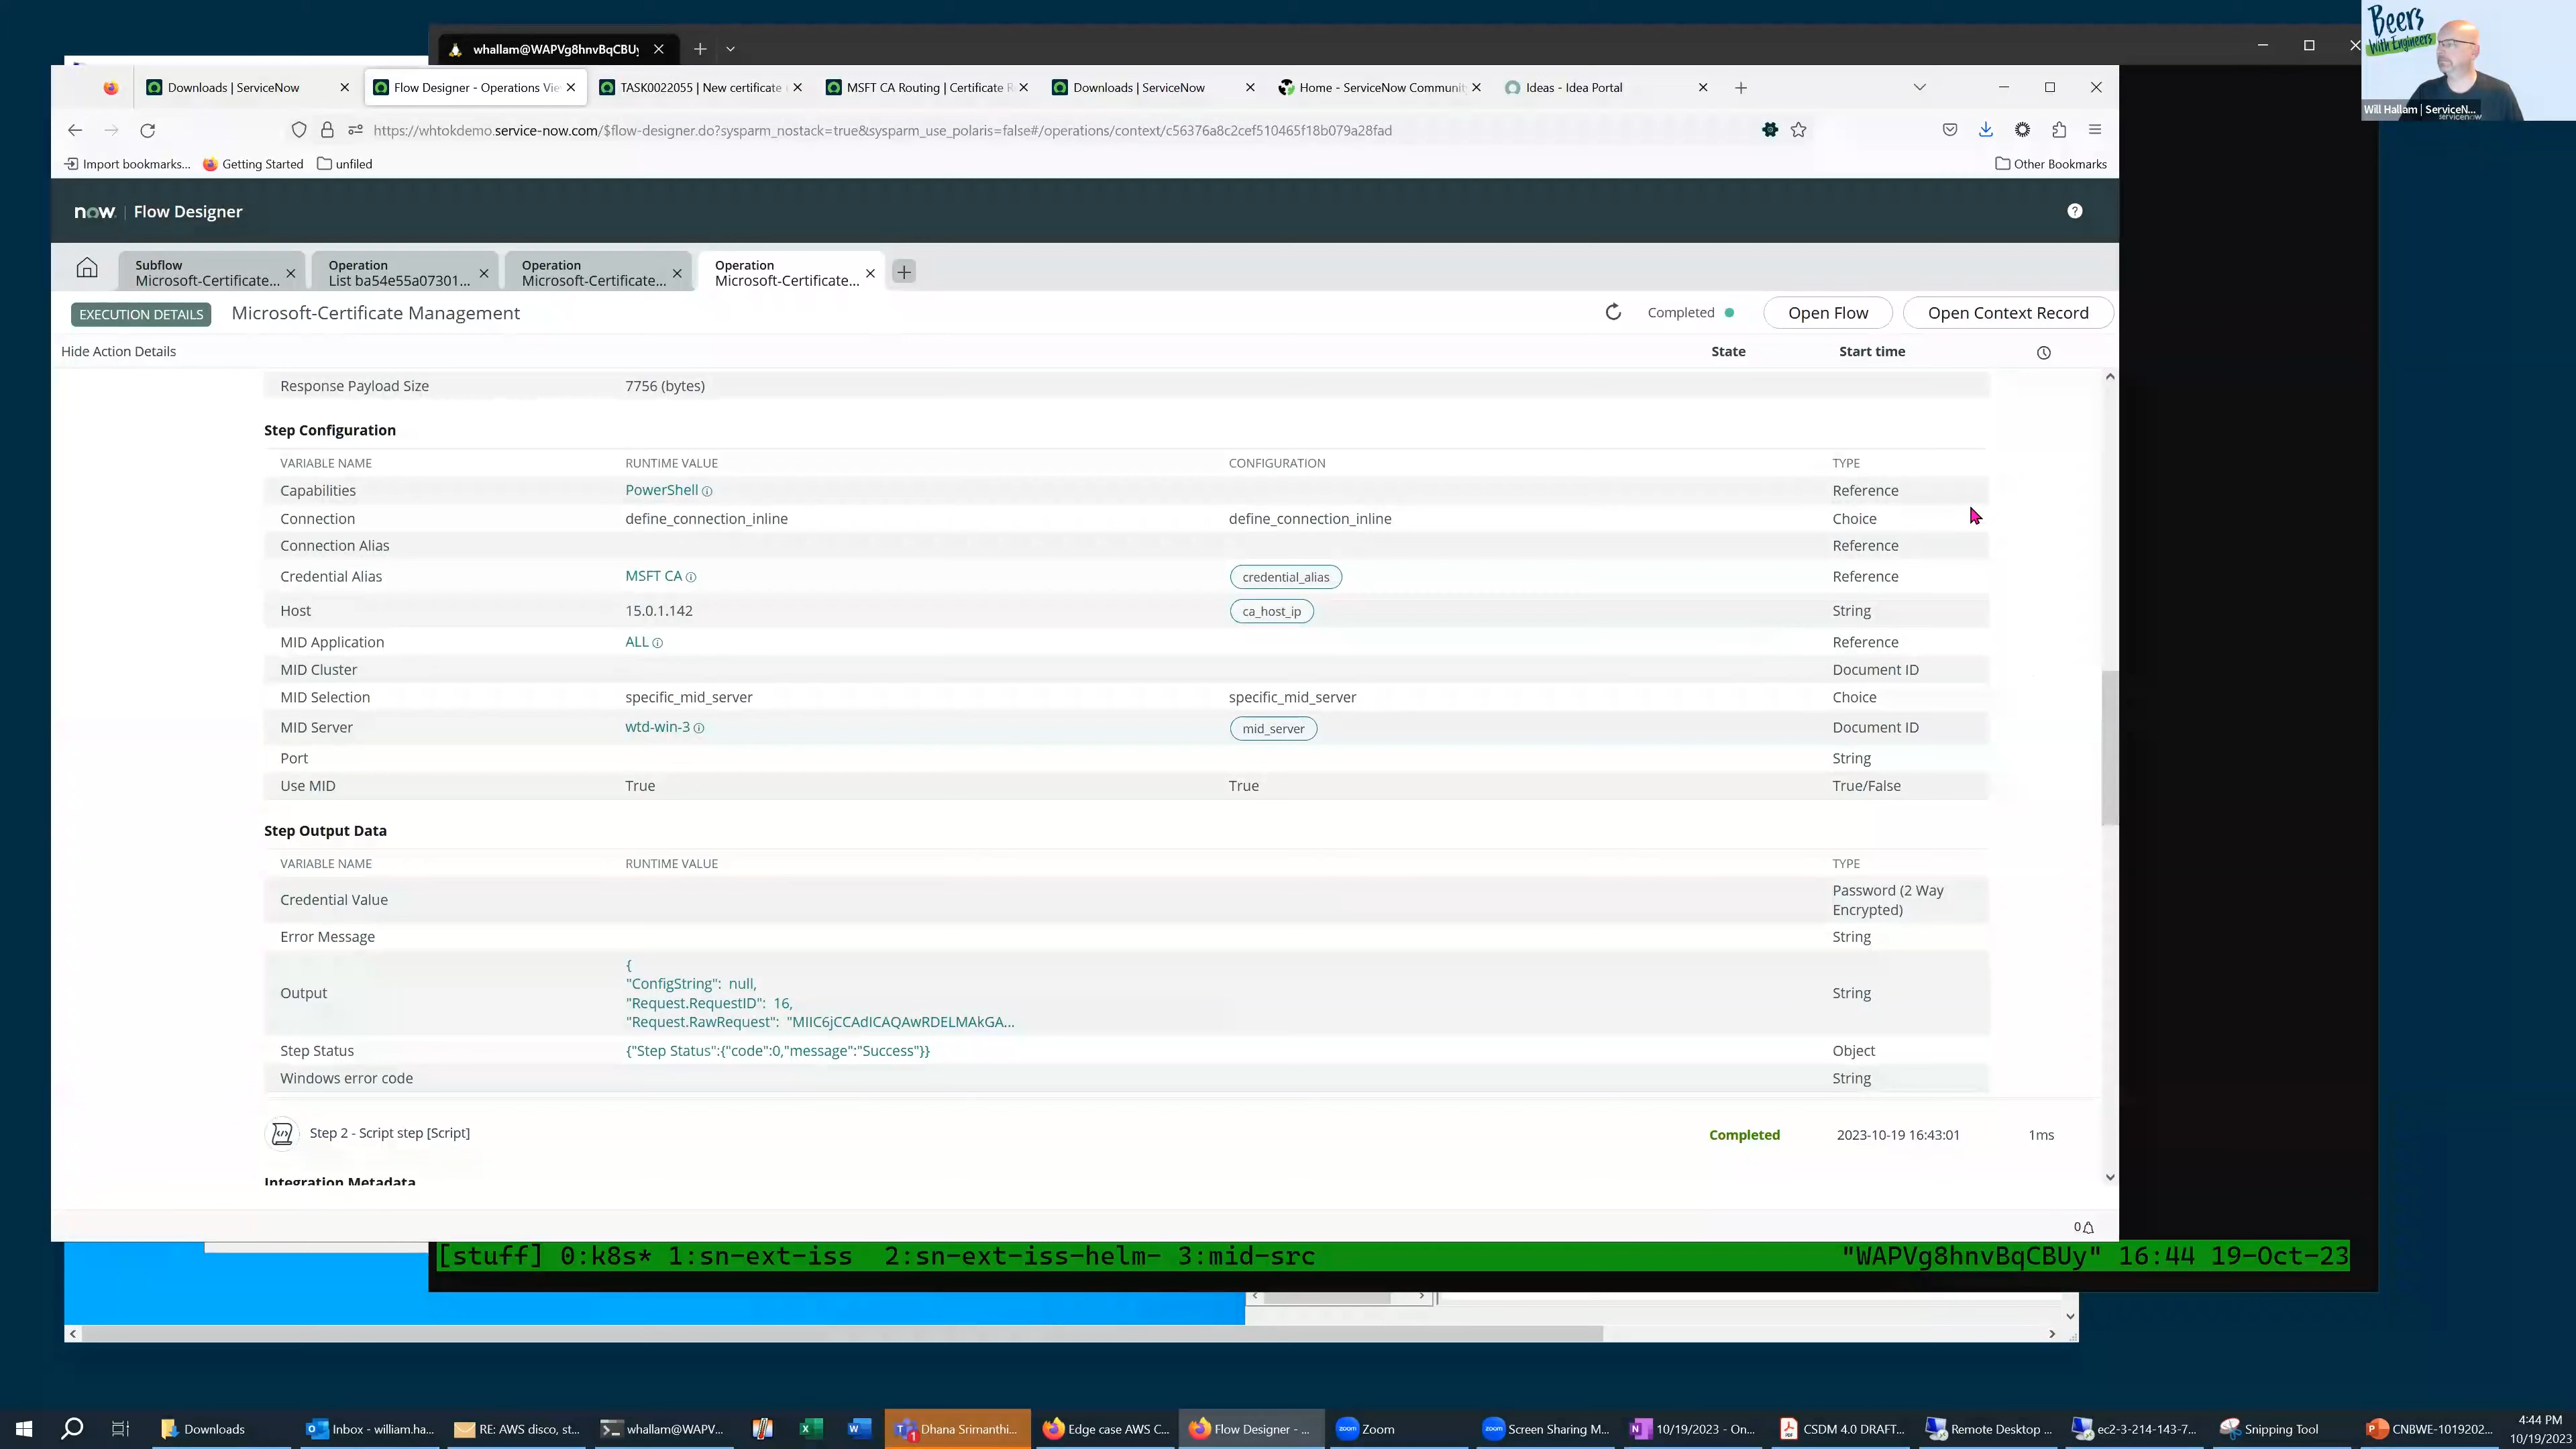 whallam@WAPVg8hnvBqCBUy
Beers
With Engineers
Will Hallam | ServiceN...
servicenow
Downloads | ServiceNow
Flow Designer - Operations Vie
TASK0022055 | New certificate
MSFT CA Routing | Certificate R
Downloads | ServiceNow
Home - ServiceNow Communit
Ideas - Idea Portal
https://whtokdemo.service-now.com/$flow-designer.do?sysparm_nostack=true&sysparm_use_polaris=false#/operations/context/c56376a8c2cef510465f18b079a28fad
Import bookmarks... Getting Started unfiled Other Bookmarks
now. | Flow Designer
Subflow
Microsoft-Certificate...
Operation
List ba54e55a07301...
Operation
Microsoft-Certificate...
Operation
Microsoft-Certificate...
EXECUTION DETAILS Microsoft-Certificate Management Completed Open Flow Open Context Record
Hide Action Details State Start time
Response Payload Size 7756 (bytes)
Step Configuration
VARIABLE NAME RUNTIME VALUE CONFIGURATION TYPE
Capabilities PowerShell Reference
Connection define_connection_inline define_connection_inline Choice
Connection Alias Reference
Credential Alias MSFT CA credential_alias Reference
Host 15.0.1.142 ca_host_ip String
MID Application ALL Reference
MID Cluster Document ID
MID Selection specific_mid_server specific_mid_server Choice
MID Server wtd-win-3 mid_server Document ID
Port String
Use MID True True True/False
Step Output Data
VARIABLE NAME RUNTIME VALUE TYPE
Credential Value Password (2 Way
Encrypted)
Error Message String
Output
{
"ConfigString": null,
"Request.RequestID": 16,
"Request.RawRequest": "MIIC6jCCAdICAQAwRDELMAkGA...
String
Step Status {"Step Status":{"code":0,"message":"Success"}} Object
Windows error code String
Step 2 - Script step [Script] Completed 2023-10-19 16:43:01 1ms
Integration Metadata
0
[stuff] 0:k8s* 1:sn-ext-iss 2:sn-ext-iss-helm- 3:mid-src "WAPVg8hnvBqCBUy" 16:44 19-Oct-23
Downloads
Inbox - william.ha...
RE: AWS disco, st...
whallam@WAPV...
Dhana Srimanthi...
Edge case AWS C...
Flow Designer - ...
Zoom
Screen Sharing M...
10/19/2023 - On...
CSDM 4.0 DRAFT...
Remote Desktop ...
ec2-3-214-143-7...
Snipping Tool
CNBWE-1019202...
4:44 PM
10/19/2023